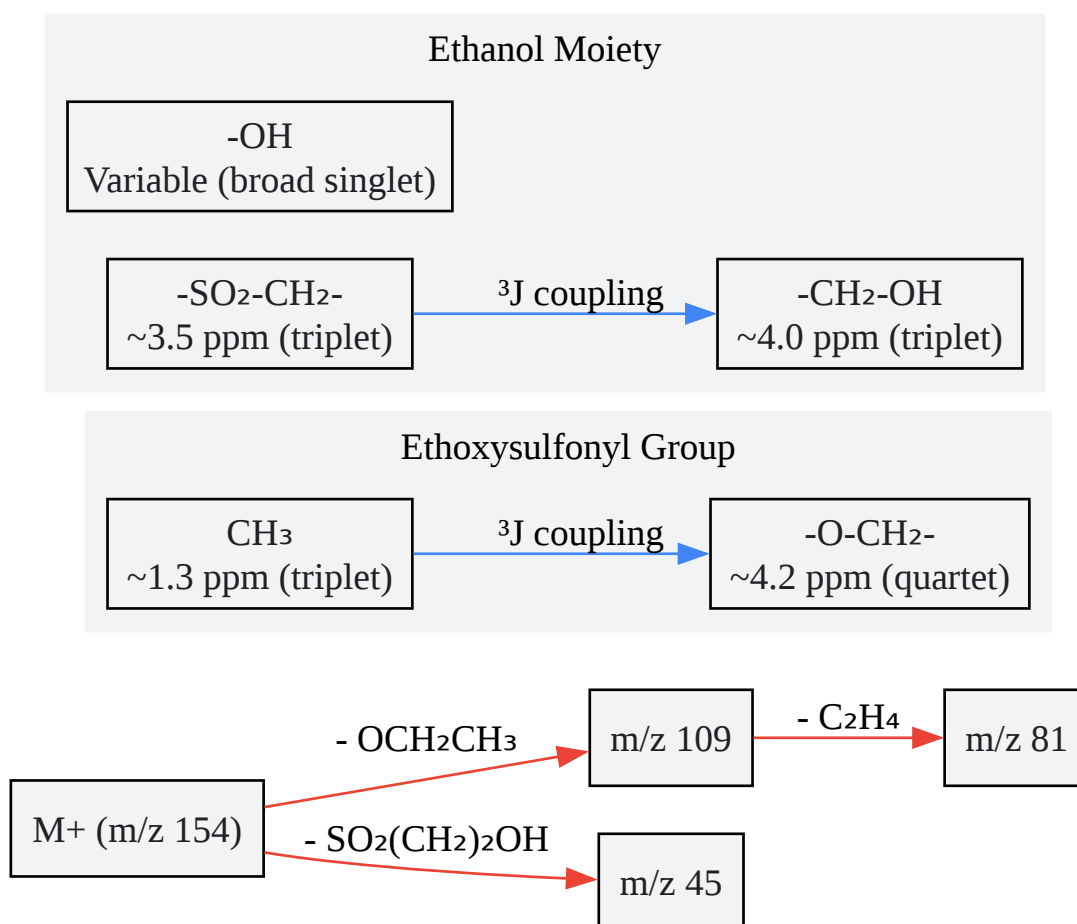 Ethanol Moiety
-OH
Variable (broad singlet)
-SO₂-CH₂-
~3.5 ppm (triplet)
³J coupling
-CH₂-OH
~4.0 ppm (triplet)
Ethoxysulfonyl Group
CH₃
~1.3 ppm (triplet)
³J coupling
-O-CH₂-
~4.2 ppm (quartet)
- OCH₂CH₃
m/z 109
- C₂H₄
m/z 81
M+ (m/z 154)
- SO₂(CH₂)₂OH
m/z 45